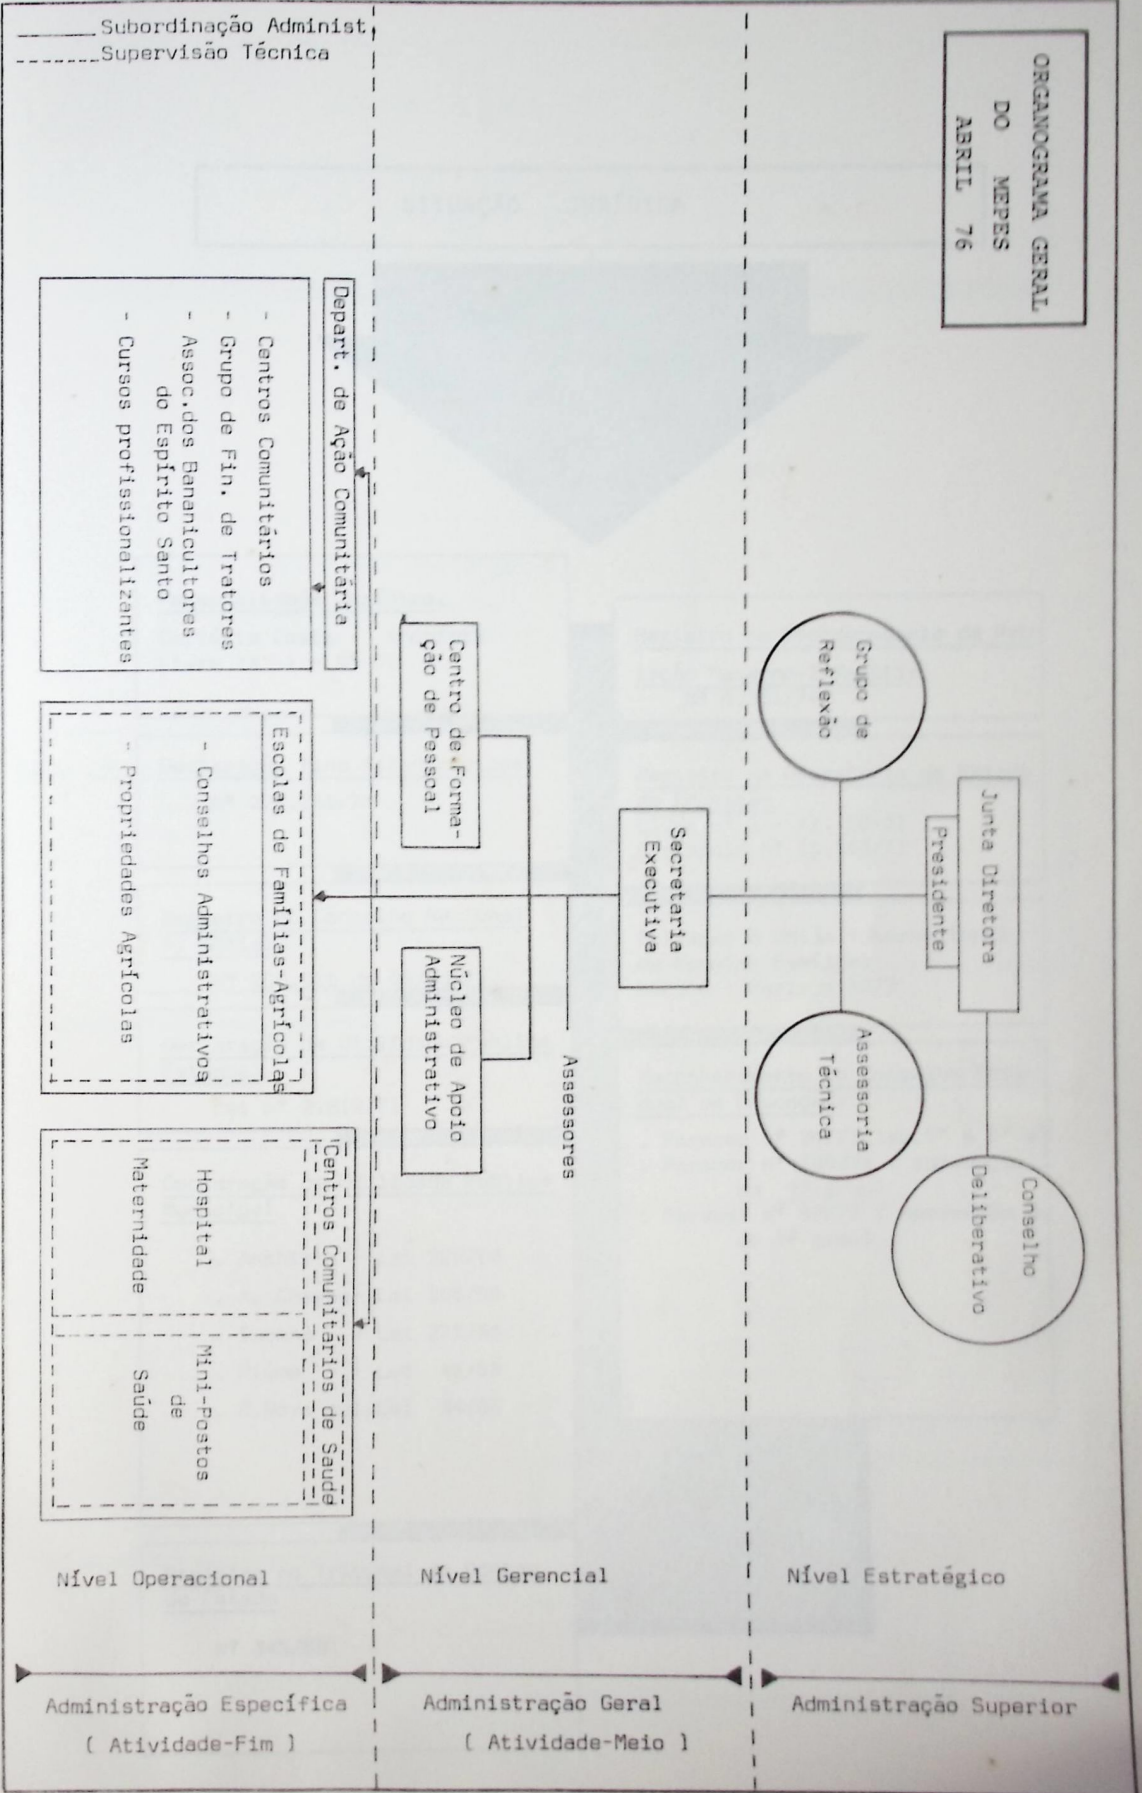 ORGANOGRAMA GERAL
DO MEPES
ABRIL 76
Junta Diretora
Presidente
Conselho
Deliberativo
Grupo de
Reflexão
Assessoria
Técnica
Nível Estratégico
Administração Superior
Secretaria
Executiva
Assessores
Centro de Forma-
ção de Pessoal
Núcleo de Apoio
Administrativo
Nível Gerencial
Administração Geral
( Atividade-Meio )
Depart. de Ação Comunitária
- Centros Comunitários
- Grupo de Fin. de Tratores
- Assoc.dos Bananicultores
do Espírito Santo
- Cursos profissionalizantes
Escolas de Famílias-Agrícolas
- Conselhos Administrativos
- Propriedades Agrícolas
Centros Comunitários de Saude
Hospital
Maternidade
Mini-Postos
de
Saúde
Nível Operacional
Administração Específica
( Atividade-Fim )
Subordinação Administ.
Supervisão Técnica